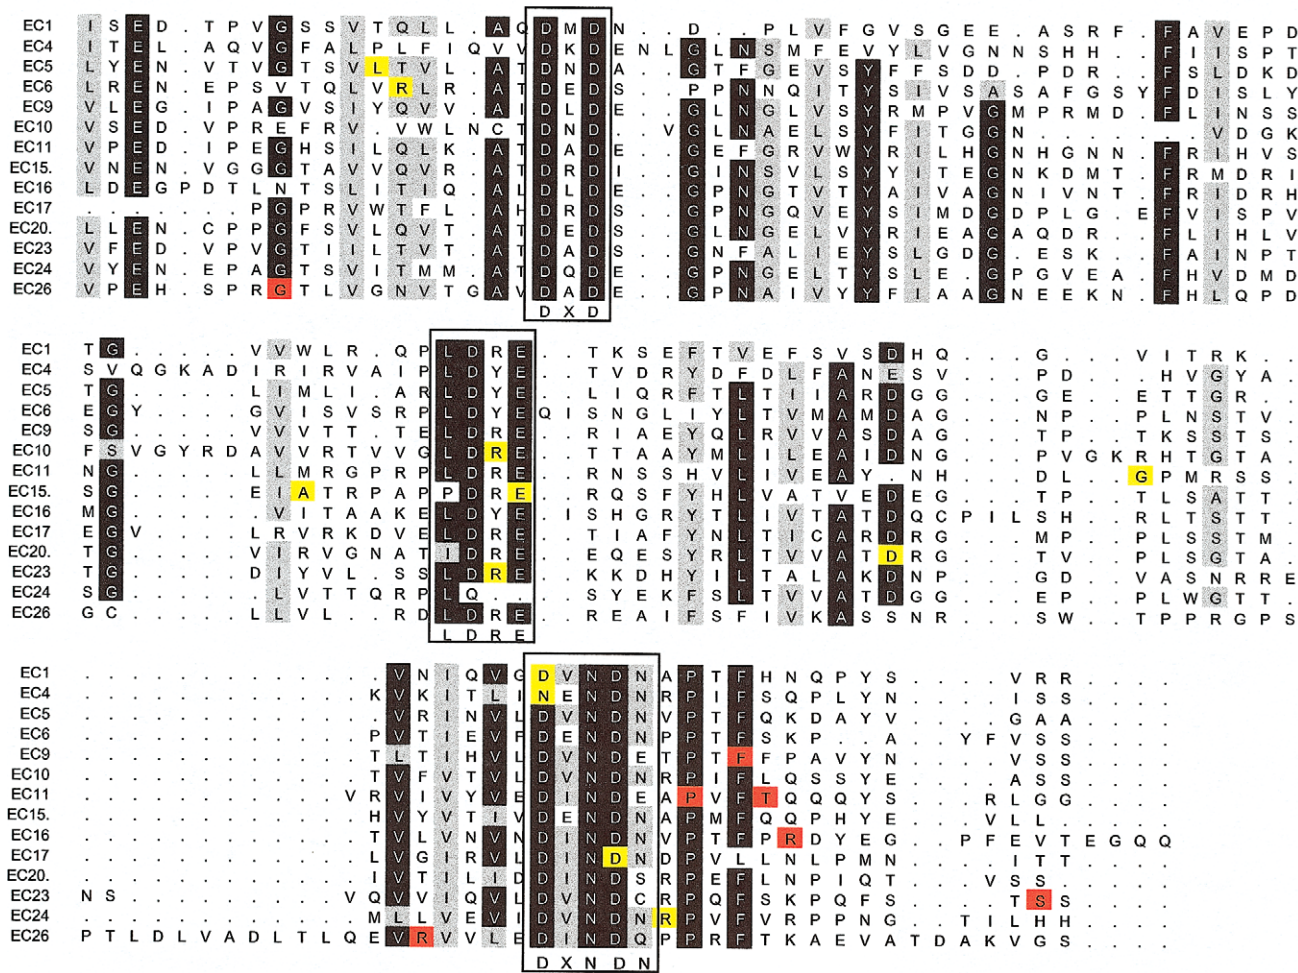 EC1 I S E D . T P V G S S V T Q L L . A Q D M D N . . D . . P L V F G V S G E E . A S R F . F A V E P D
EC4 I T E L . A Q V G F A L P L F I Q V V D K D E N L G L N S M F E V Y L V G N N S H H . . F I I S P T
EC5 L Y E N . V T V G T S V L T V L . A T D N D A . . G T F G E V S Y F F S D D . P D R . . F S L D K D
EC6 L R E N . E P S V T Q L V R L R . A T D E D S . . P P N N Q I T Y S I V S A S A F G S Y F D I S L Y
EC9 V L E G . I P A G V S I Y Q V V . A I D L D E . . G L N G L V S Y R M P V G M P R M D . F L I N S S
EC10 V S E D . V P R E F R V . V W L N C T D N D . . V G L N A E L S Y F I T G G N . . . . . . . V D G K
EC11 V P E D . I P E G H S I L Q L K . A T D A D E . . G E F G R V W Y R I L H G N H G N N . F R I H V S
EC15. V N E N . V G G G T A V V Q V R . A T D R D I . . G I N S V L S Y Y I T E G N K D M T . F R M D R I
EC16 L D E G P D T L N T S L I T I Q . A L D L D E . . G P N G T V T Y A I V A G N I V N T . F R I D R H
EC17 . . . . . . . P G P R V W T F L . A H D R D S . . G P N G Q V E Y S I M D G D P L G . E F V I S P V
EC20. L L E N . C P P G F S V L Q V T . A T D E D S . . G L N G E L V Y R I E A G A Q D R . . F L I H L V
EC23 V F E D . V P V G T I I L T V T . A T D A D S . . G N F A L I E Y S L G D G . E S K . . F A I N P T
EC24 V Y E N . E P A G T S V I T M M . A T D Q D E . . G P N G E L T Y S L E . G P G V E A . F H V D M D
EC26 V P E H . S P R G T L V G N V T G A V D A D E . . G P N A I V Y Y F I A A G N E E K N . F H L Q P D
D X D
EC1 T G . . . . . V V W L R . Q P L D R E . . T K S E F T V E F S V S D H Q . . . G . . . V I T R K . .
EC4 S V Q G K A D I R I R V A I P L D Y E . . T V D R Y D F D L F A N E S V . . . P D . . . H V G Y A .
EC5 T G . . . . . L I M L I . A R L D Y E . . L I Q R F T L T I I A R D G G . . . G E . . E T T G R . .
EC6 E G Y . . . . G V I S V S R P L D Y E Q I S N G L I Y L T V M A M D A G . . . N P . . P L N S T V .
EC9 S G . . . . . V V V T T . T E L D R E . . R I A E Y Q L R V V A S D A G . . . T P . . T K S S T S .
EC10 F S V G Y R D A V V R T V V G L D R E . . T T A A Y M L I L E A I D N G . . . P V G K R H T G T A .
EC11 N G . . . . . L L M R G P R P L D R E . . R N S S H V L I V E A Y . N H . . . D L . . G P M R S S .
EC15. S G . . . . . E I A T R P A P P D R E . . R Q S F Y H L V A T V E D E G . . . T P . . T L S A T T .
EC16 M G . . . . . . V I T A A K E L D Y E . I S H G R Y T L I V T A T D Q C P I L S H . . R L T S T T .
EC17 E G V . . . . L R V R K D V E L D R E . . T I A F Y N L T I C A R D R G . . . M P . . P L S S T M .
EC20. T G . . . . . V I R V G N A T I D R E . . E Q E S Y R L T V V A T D R G . . . T V . . P L S G T A .
EC23 T G . . . . . D I Y V L . S S L D R E . . K K D H Y I L T A L A K D N P . . . G D . . V A S N R R E
EC24 S G . . . . . L V T T Q R P L Q . . . . S Y E K F S L T V V A T D G G . . . E P . . P L W G T T .
EC26 G C . . . . . L L V L . R D L D R E . . R E A I F S F I V K A S S N R . . . S W . . T P P R G P S
L D R E
EC1 . . . . . . . . . . . . . V N I Q V G D V N D N A P T F H N Q P Y S . . . . V R R . . . .
EC4 . . . . . . . . . . . . K V K I T L I N E N D N R P I F S Q P L Y N . . . . I S S . . . .
EC5 . . . . . . . . . . . . . V R I N V L D V N D N V P T F Q K D A Y V . . . . G A A . . . .
EC6 . . . . . . . . . . . . P V T I E V F D E N D N P P T F S K P . . A . . Y F V S S . . . .
EC9 . . . . . . . . . . . . T L T I H V L D V N D E T P T F F P A V Y N . . . . V S S . . . .
EC10 . . . . . . . . . . . . T V F V T V L D V N D N R P I F L Q S S Y E . . . . A S S . . . .
EC11 . . . . . . . . . . . V R V I V Y V E D I N D E A P V F T Q Q Q Y S . . . R L G G . . . .
EC15. . . . . . . . . . . . . H V Y V T I V D E N D N A P M F Q Q P H Y E . . . V L L . . . . .
EC16 . . . . . . . . . . . . T V L V N V N D I N D N V P T F P R D Y E G . . . P F E V T E G Q Q
EC17 . . . . . . . . . . . . L V G I R V L D I N D N D P V L L N L P M N . . . . I T T . . . .
EC20. . . . . . . . . . . . . I V T I L I D D I N D S R P E F L N P I Q T . . . V S S . . . . .
EC23 N S . . . . . . . . . V Q V V I Q V L D V N D C R P Q F S K P Q F S . . . . T S S . . . .
EC24 . . . . . . . . . . . . M L L V E V I D V N D N R P V F V R P P N G . . T I L H H . . . .
EC26 P T L D L V A D L T L Q E V R V V L E D I N D Q P P R F T K A E V A T D A K V G S . . . .
D X N D N